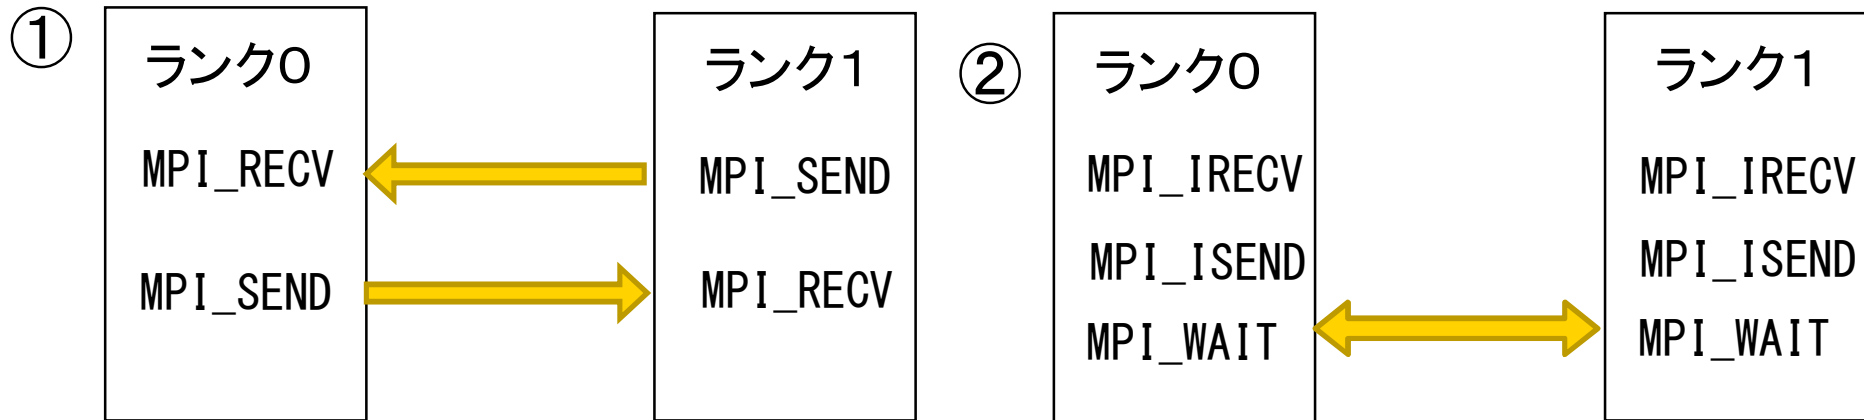 ①
ランク0
MPI_RECV
MPI_SEND
ランク1
MPI_SEND
MPI_RECV
②
ランク0
MPI_IRECV
MPI_ISEND
MPI_WAIT
ランク1
MPI_IRECV
MPI_ISEND
MPI_WAIT